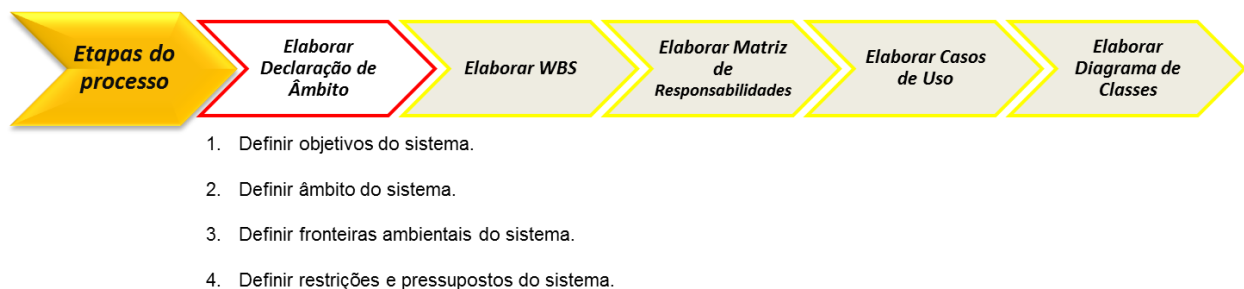 Etapas do
processo
Elaborar
Declaração de
Âmbito
Elaborar WBS
Elaborar Matriz
de
Responsabilidades
Elaborar Casos
de Uso
Elaborar
Diagrama de
Classes
1. Definir objetivos do sistema.
2. Definir âmbito do sistema.
3. Definir fronteiras ambientais do sistema.
4. Definir restrições e pressupostos do sistema.